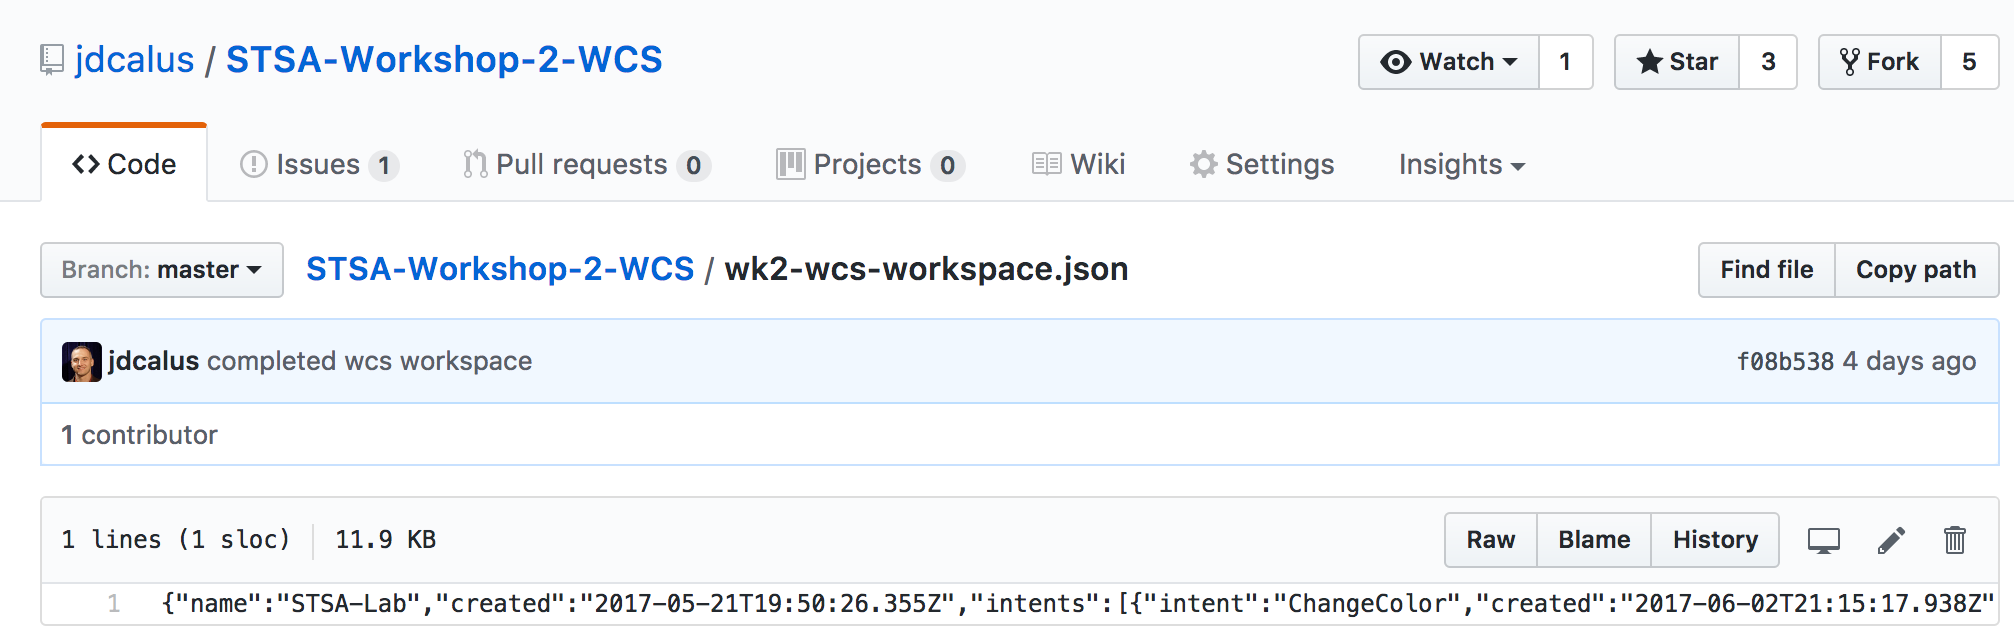 jdcalus / STSA-Workshop-2-WCS Watch 1 Star 3 Fork 5
Code Issues 1 Pull requests 0 Projects 0 Wiki Settings Insights
Branch: master STSA-Workshop-2-WCS / wk2-wcs-workspace.json Find file Copy path
jdcalus completed wcs workspace f08b538 4 days ago
1 contributor
1 lines (1 sloc) 11.9 KB Raw Blame History
1 {"name":"STSA-Lab","created":"2017-05-21T19:50:26.355Z","intents":[{"intent":"ChangeColor","created":"2017-06-02T21:15:17.938Z"